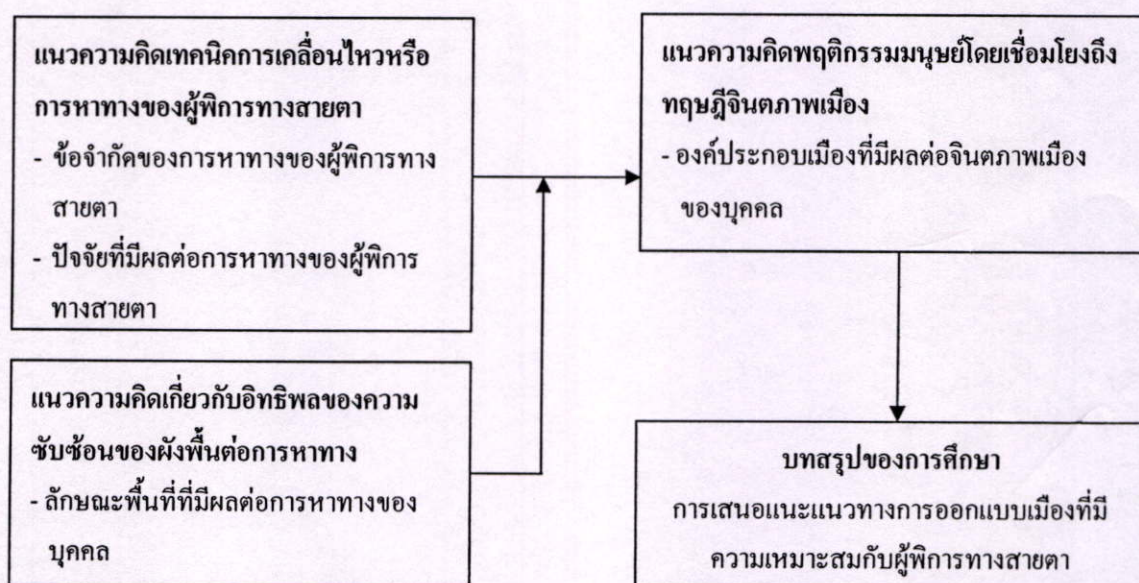 แนวความคิดเทคนิคการเคลื่อนไหวหรือ
การหาทางของผู้พิการทางสายตา
- ข้อจำกัดของการหาทางของผู้พิการทาง
สายตา
- ปัจจัยที่มีผลต่อการหาทางของผู้พิการ
ทางสายตา
แนวความคิดเกี่ยวกับอิทธิพลของความ
ซับซ้อนของผังพื้นต่อการหาทาง
- ลักษณะพื้นที่ที่มีผลต่อการหาทางของ
บุคคล
แนวความคิดพฤติกรรมมนุษย์โดยเชื่อมโยงถึง
ทฤษฎีจินตภาพเมือง
- องค์ประกอบเมืองที่มีผลต่อจินตภาพเมือง
ของบุคคล
บทสรุปของการศึกษา
การเสนอแนะแนวทางการออกแบบเมืองที่มี
ความเหมาะสมกับผู้พิการทางสายตา